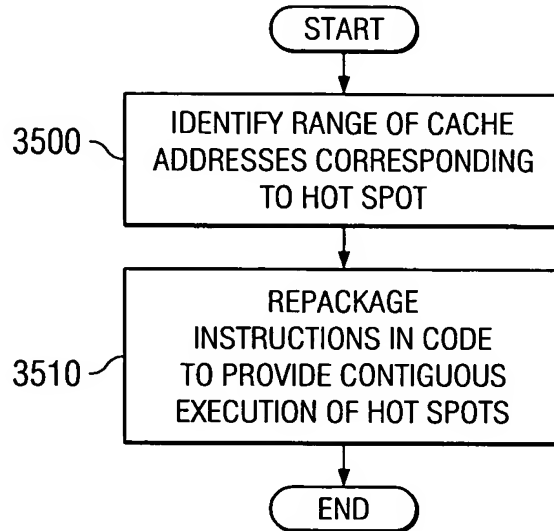 START
3500
IDENTIFY RANGE OF CACHE
ADDRESSES CORRESPONDING
TO HOT SPOT
3510
REPACKAGE
INSTRUCTIONS IN CODE
TO PROVIDE CONTIGUOUS
EXECUTION OF HOT SPOTS
END